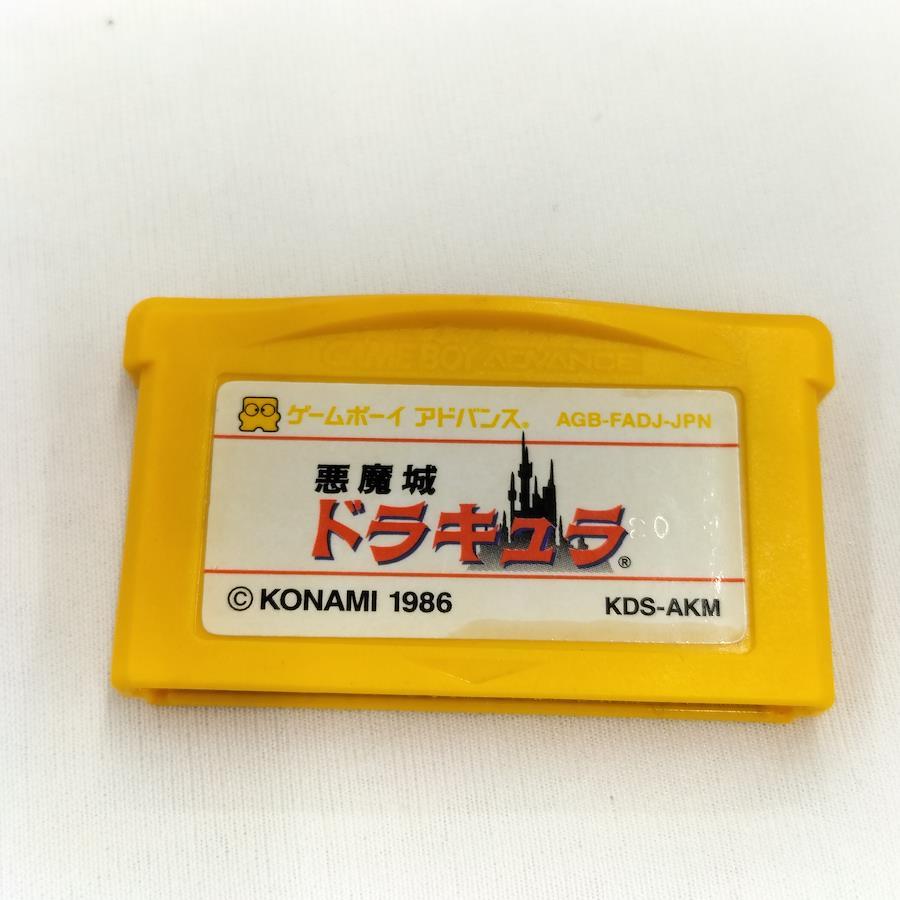 GAME BOY ADVANCE
ゲームボーイ アドバンス® AGB-FADJ-JPN
悪魔城
ドラキュラ®
© KONAMI 1986 KDS-AKM